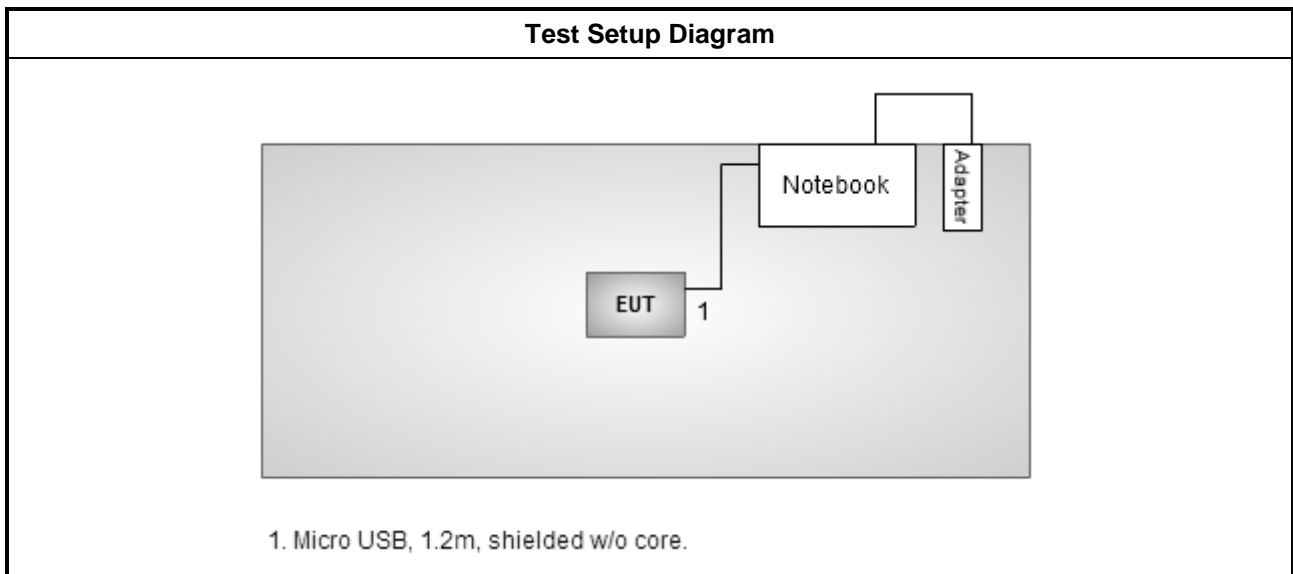 Test Setup Diagram
Notebook
Adapter
EUT
1
1. Micro USB, 1.2m, shielded w/o core.